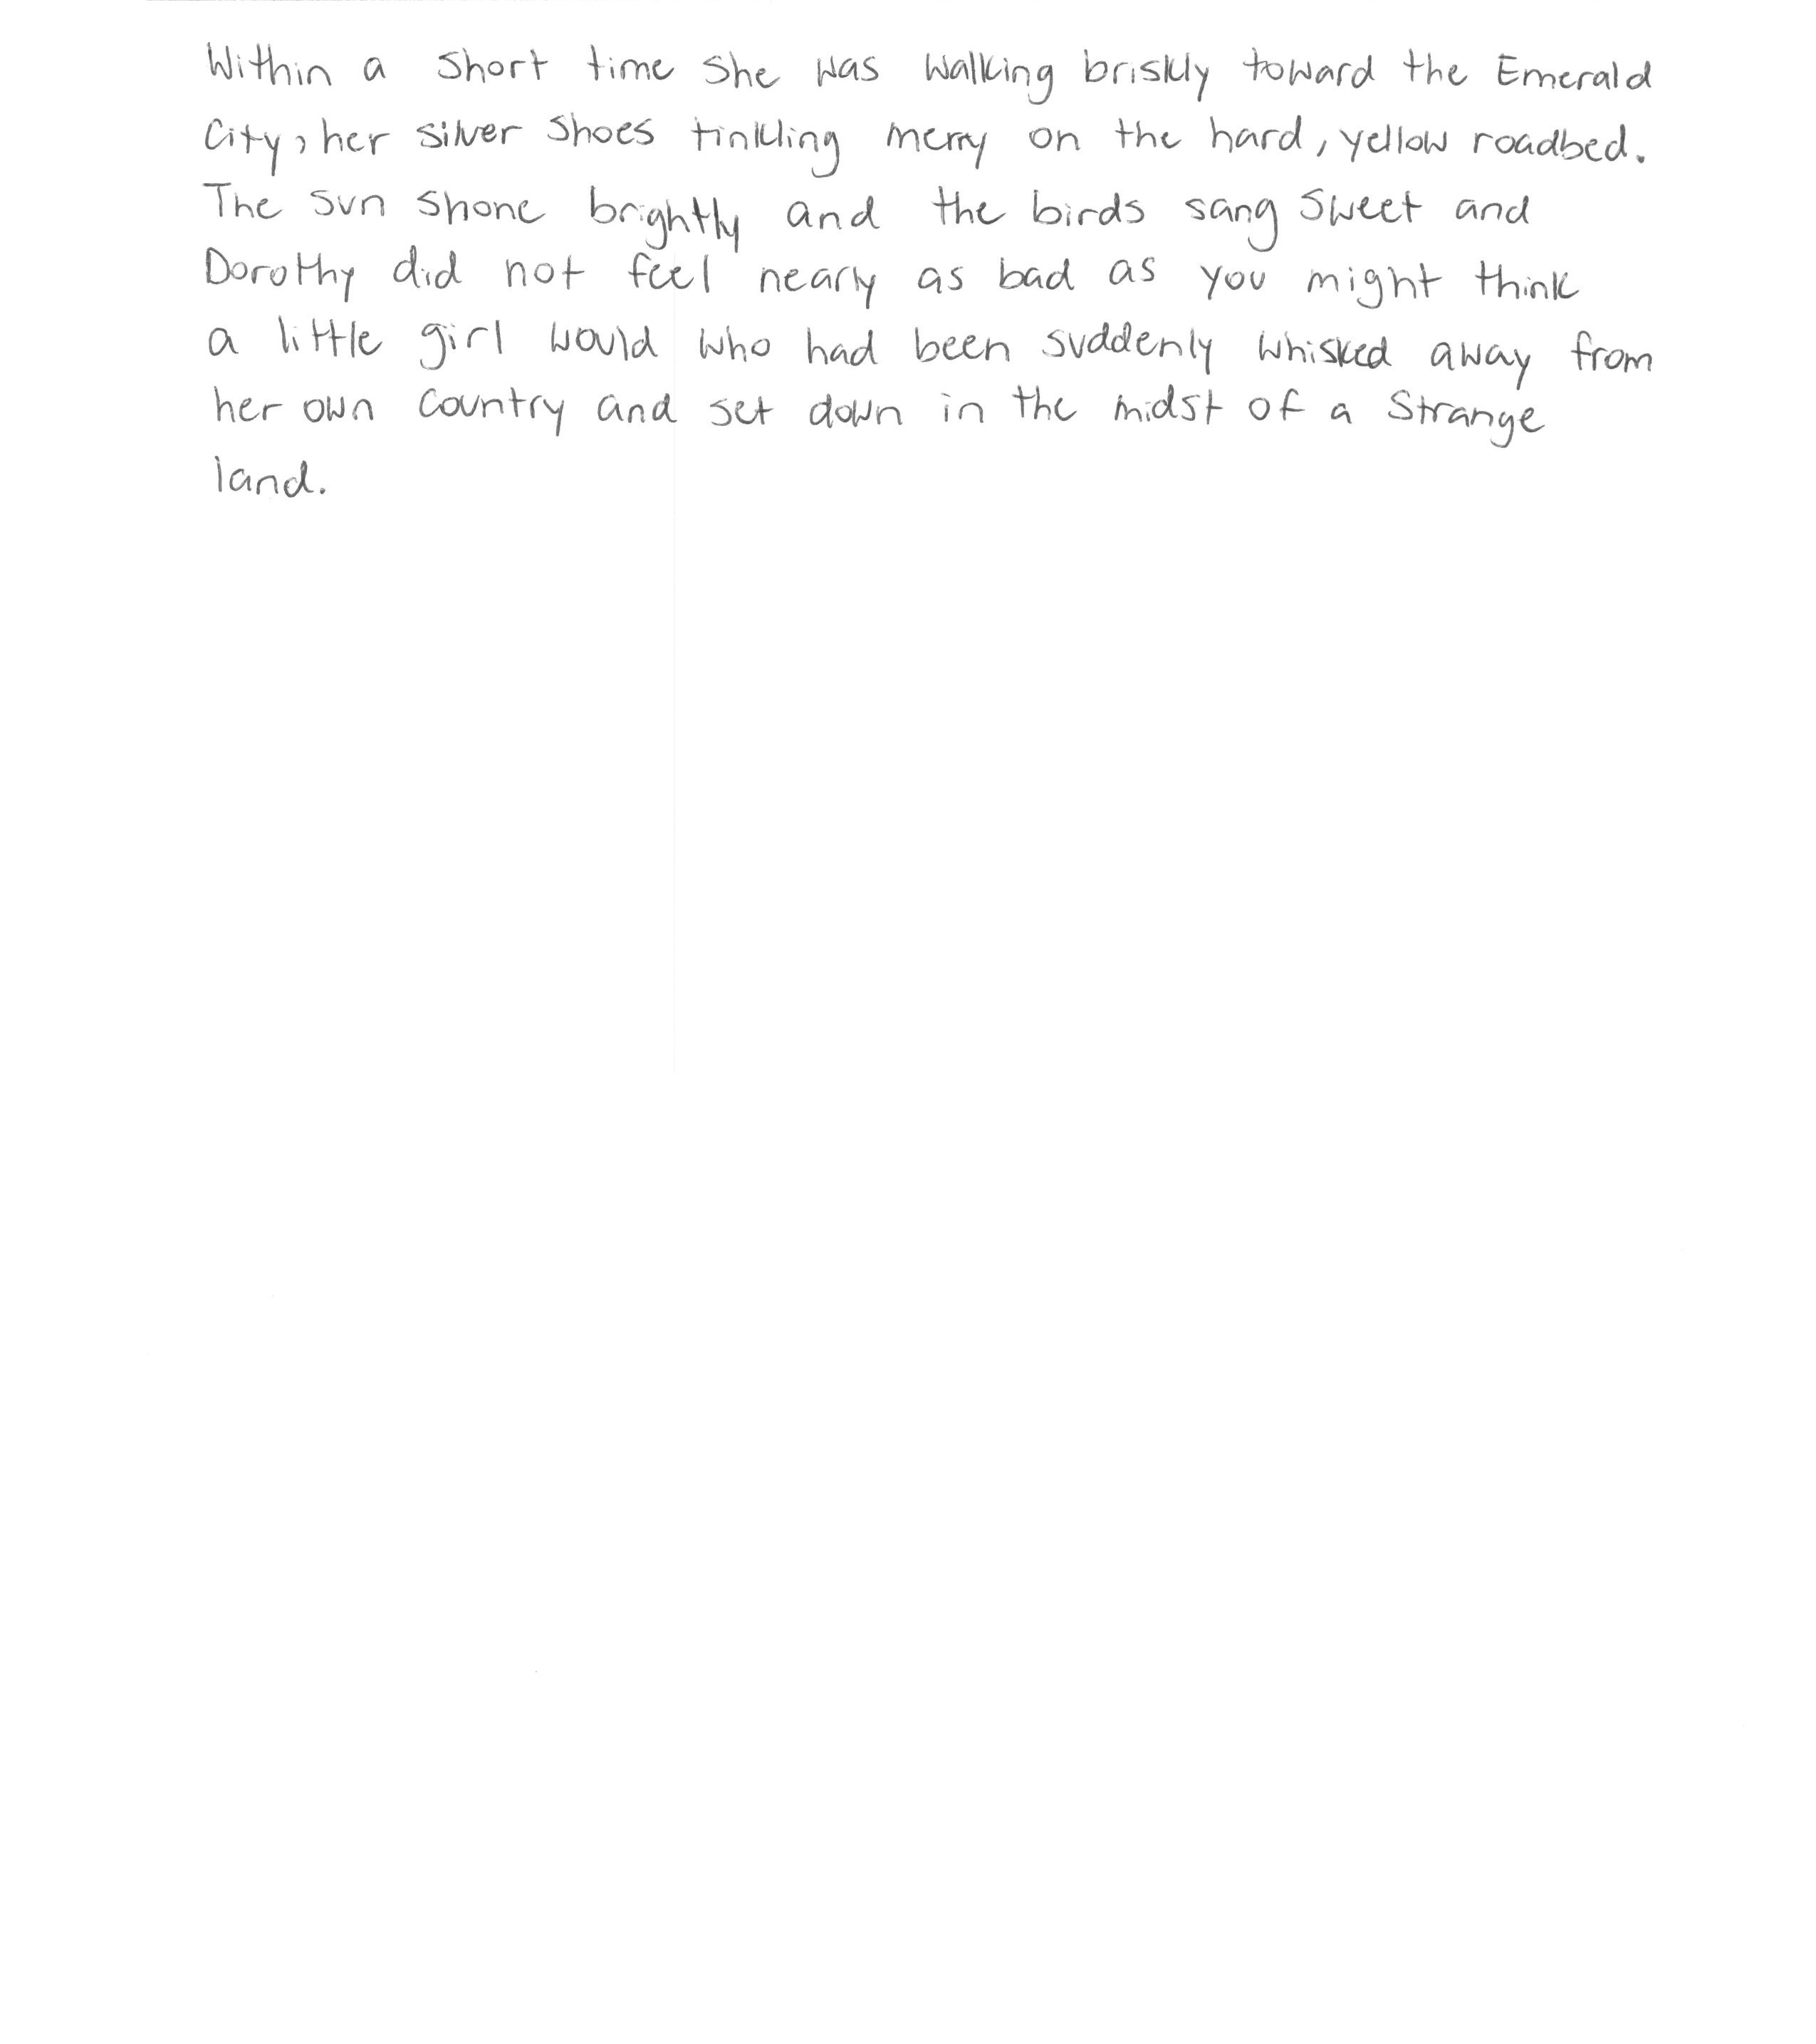 Within a short time she was walking briskly toward the Emerald
City, her silver shoes tinkling merry on the hard, yellow roadbed.
The sun shone brightly and the birds sang sweet and
Dorothy did not feel nearly as bad as you might think
a little girl would who had been suddenly whisked away from
her own country and set down in the midst of a strange
land.